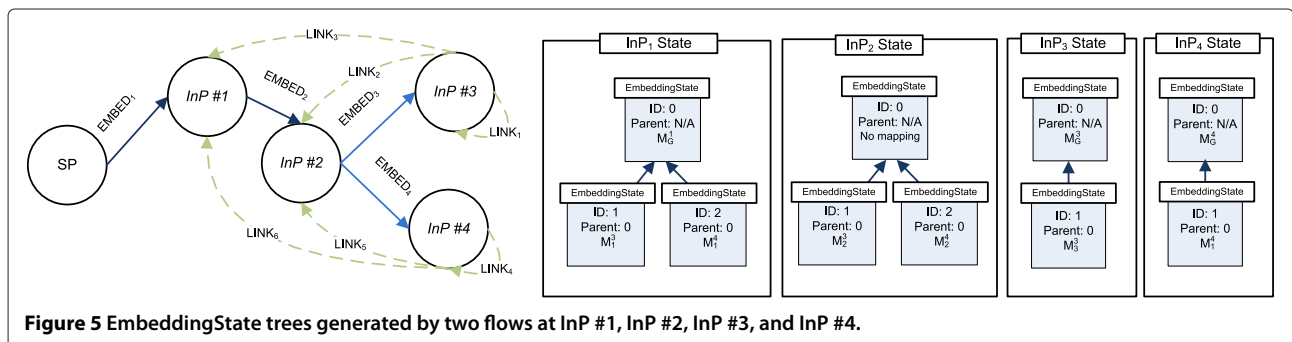 LINK₃
EMBED₁
InP #1
EMBED₂
LINK₂
EMBED₃
InP #3
LINK₁
SP
InP #2
EMBED₄
InP #4
LINK₆
LINK₅
LINK₄
InP₁ State
EmbeddingState
ID: 0
Parent: N/A
M¹_G
EmbeddingState
ID: 1
Parent: 0
M³₁
EmbeddingState
ID: 2
Parent: 0
M⁴₁
InP₂ State
EmbeddingState
ID: 0
Parent: N/A
No mapping
EmbeddingState
ID: 1
Parent: 0
M³₂
EmbeddingState
ID: 2
Parent: 0
M⁴₂
InP₃ State
EmbeddingState
ID: 0
Parent: N/A
M³_G
EmbeddingState
ID: 1
Parent: 0
M³₃
InP₄ State
EmbeddingState
ID: 0
Parent: N/A
M⁴_G
EmbeddingState
ID: 1
Parent: 0
M⁴₁
Figure 5 EmbeddingState trees generated by two flows at InP #1, InP #2, InP #3, and InP #4.